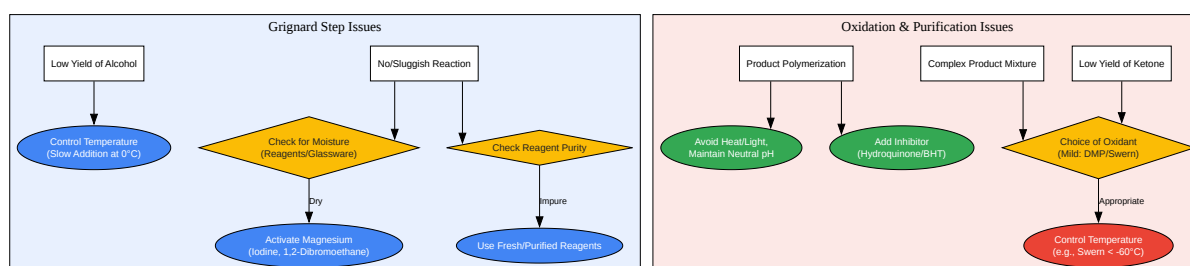 Grignard Step Issues
Low Yield of Alcohol
No/Sluggish Reaction
Control Temperature
(Slow Addition at 0°C)
Check for Moisture
(Reagents/Glassware)
Check Reagent Purity
Dry
Impure
Activate Magnesium
(Iodine, 1,2-Dibromoethane)
Use Fresh/Purified Reagents
Oxidation & Purification Issues
Product Polymerization
Complex Product Mixture
Low Yield of Ketone
Avoid Heat/Light,
Maintain Neutral pH
Add Inhibitor
(Hydroquinone/BHT)
Choice of Oxidant
(Mild: DMP/Swern)
Appropriate
Control Temperature
(e.g., Swern < -60°C)